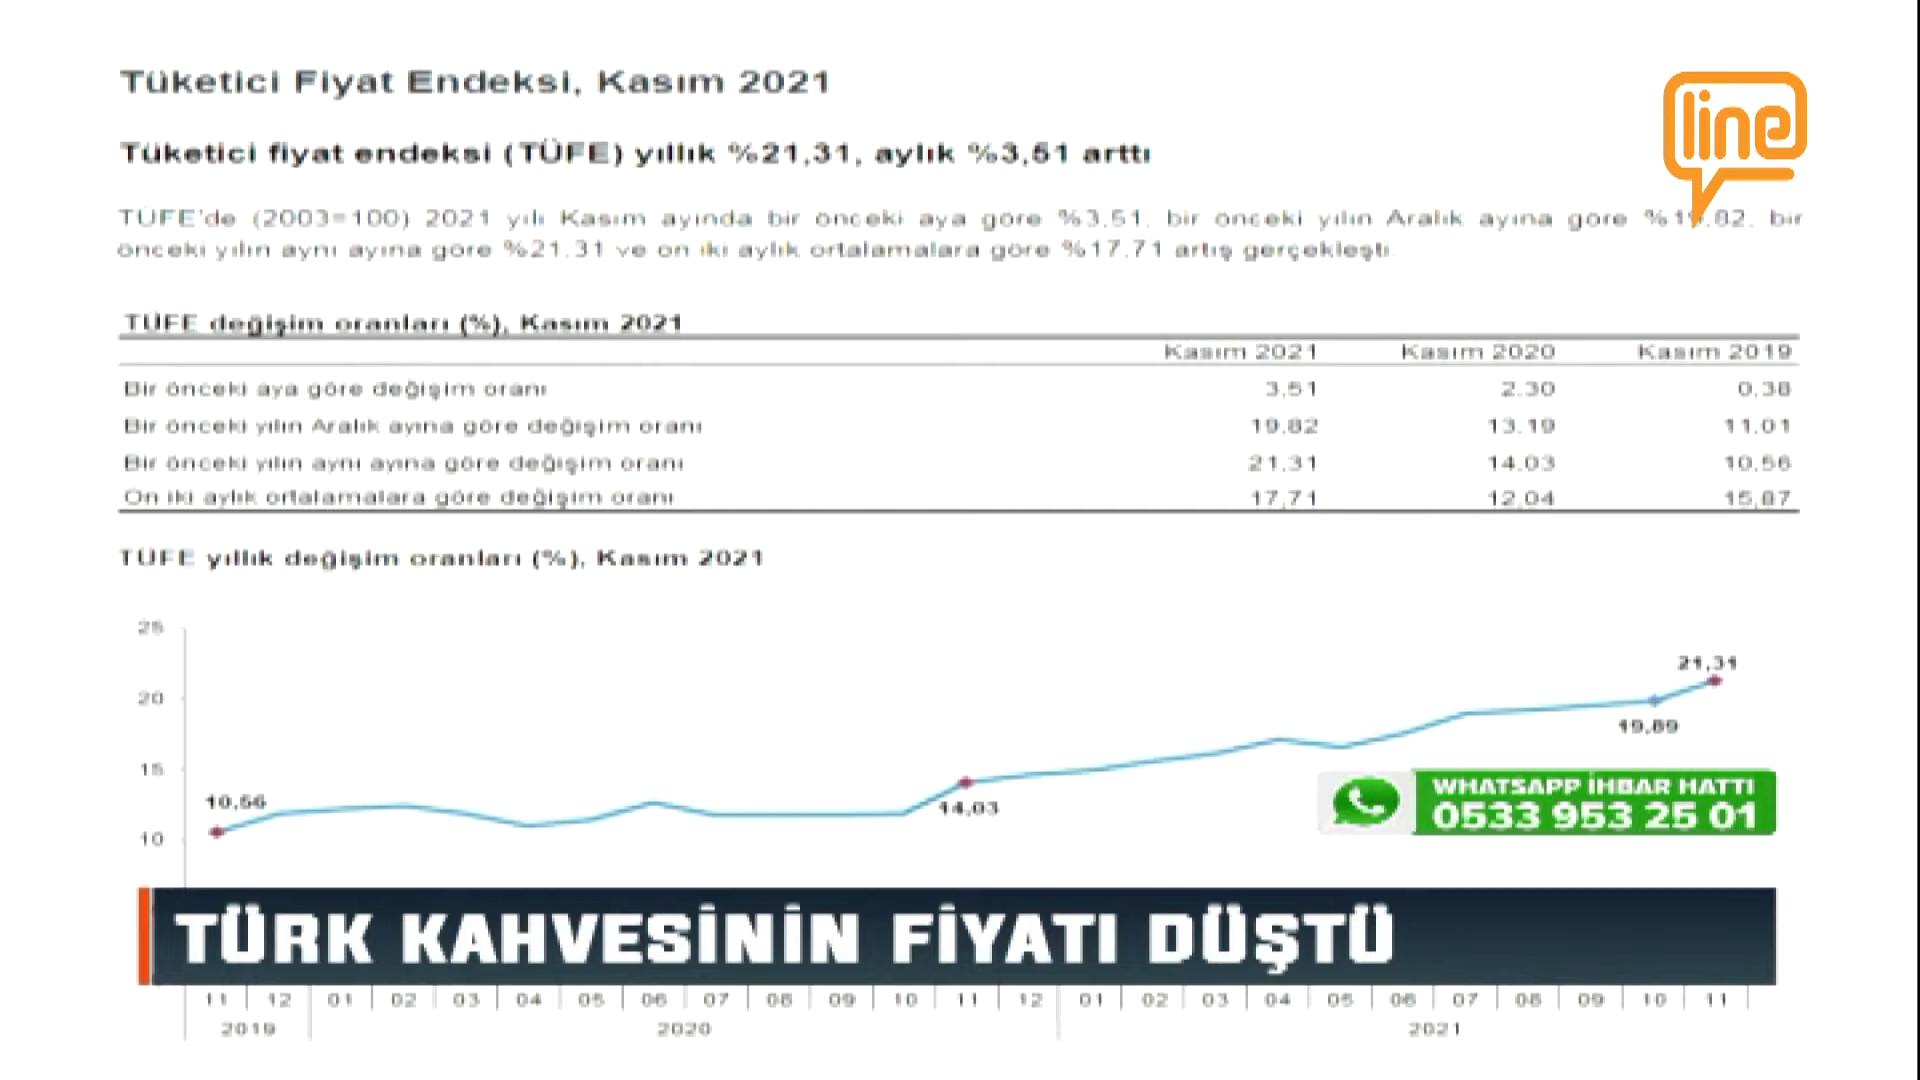 Tüketici Fiyat Endeksi, Kasım 2021
line
Tüketici fiyat endeksi (TÜFE) yıllık %21,31, aylık %3,51 arttı
TÜFE'de (2003=100) 2021 yılı Kasım ayında bir önceki aya göre %3,51, bir önceki yılın Aralık ayına göre %19,82, bir
önceki yılın aynı ayına göre %21,31 ve on iki aylık ortalamalara göre %17,71 artış gerçekleşti.
TÜFE değişim oranları (%), Kasım 2021
Kasım 2021 Kasım 2020 Kasım 2019
Bir önceki aya göre değişim oranı 3,51 2,30 0,38
Bir önceki yılın Aralık ayına göre değişim oranı 19,82 13,19 11,01
Bir önceki yılın aynı ayına göre değişim oranı 21,31 14,03 10,56
On iki aylık ortalamalara göre değişim oranı 17,71 12,04 15,87
TÜFE yıllık değişim oranları (%), Kasım 2021
25
21,31
20
19,89
15
10,56
14,03
10
WHATSAPP İHBAR HATTI
0533 953 25 01
TÜRK KAHVESİNİN FİYATI DÜŞTÜ
11 12 01 02 03 04 05 06 07 08 09 10 11 12 01 02 03 04 05 06 07 08 09 10 11
2019 2020 2021